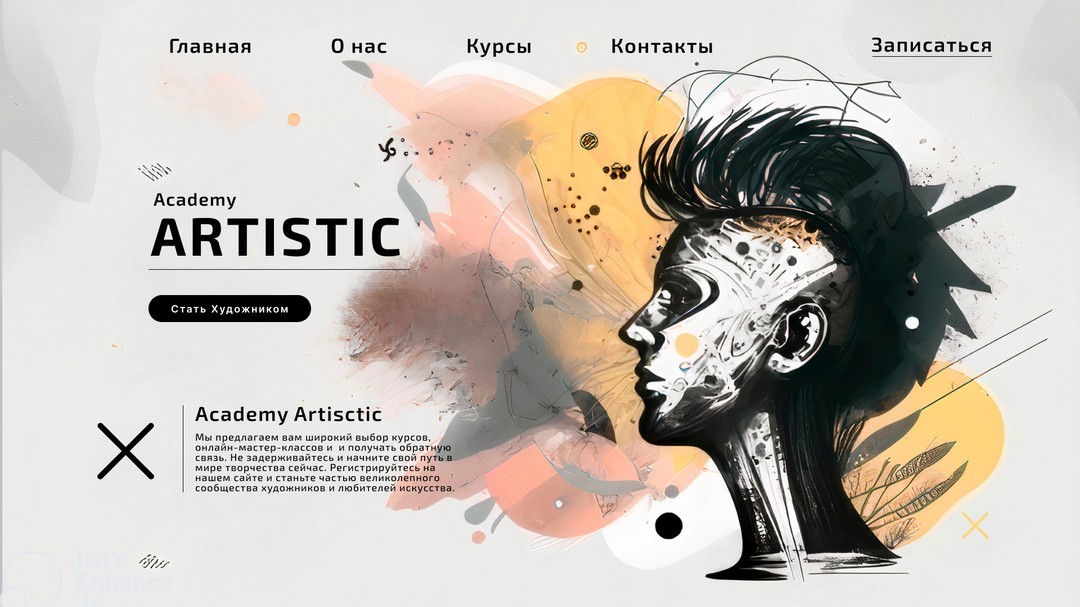 Главная О нас Курсы Контакты Записаться
Academy
ARTISTIC
Стать Художником
Academy Artisctic
Мы предлагаем вам широкий выбор курсов,
онлайн-мастер-классов и и получать обратную
связь. Не задерживайтесь и начните свой путь в
мире творчества сейчас. Регистрируйтесь на
нашем сайте и станьте частью великолепного
сообщества художников и любителей искусства.
Let's
Enhance